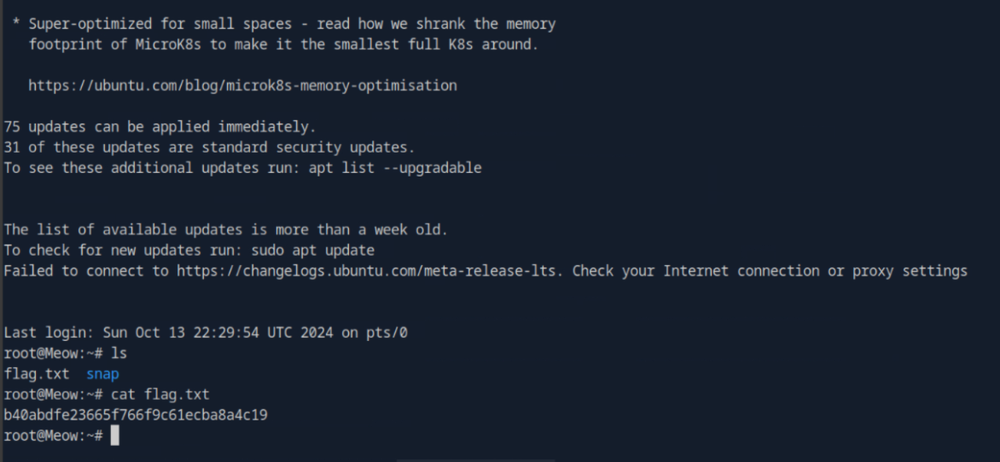 * Super-optimized for small spaces - read how we shrank the memory
footprint of MicroK8s to make it the smallest full K8s around.
https://ubuntu.com/blog/microk8s-memory-optimisation
75 updates can be applied immediately.
31 of these updates are standard security updates.
To see these additional updates run: apt list --upgradable
The list of available updates is more than a week old.
To check for new updates run: sudo apt update
Failed to connect to https://changelogs.ubuntu.com/meta-release-lts. Check your Internet connection or proxy settings
Last login: Sun Oct 13 22:29:54 UTC 2024 on pts/0
root@Meow:~# ls
flag.txt  snap
root@Meow:~# cat flag.txt
b40abdfe23665f766f9c61ecba8a4c19
root@Meow:~#